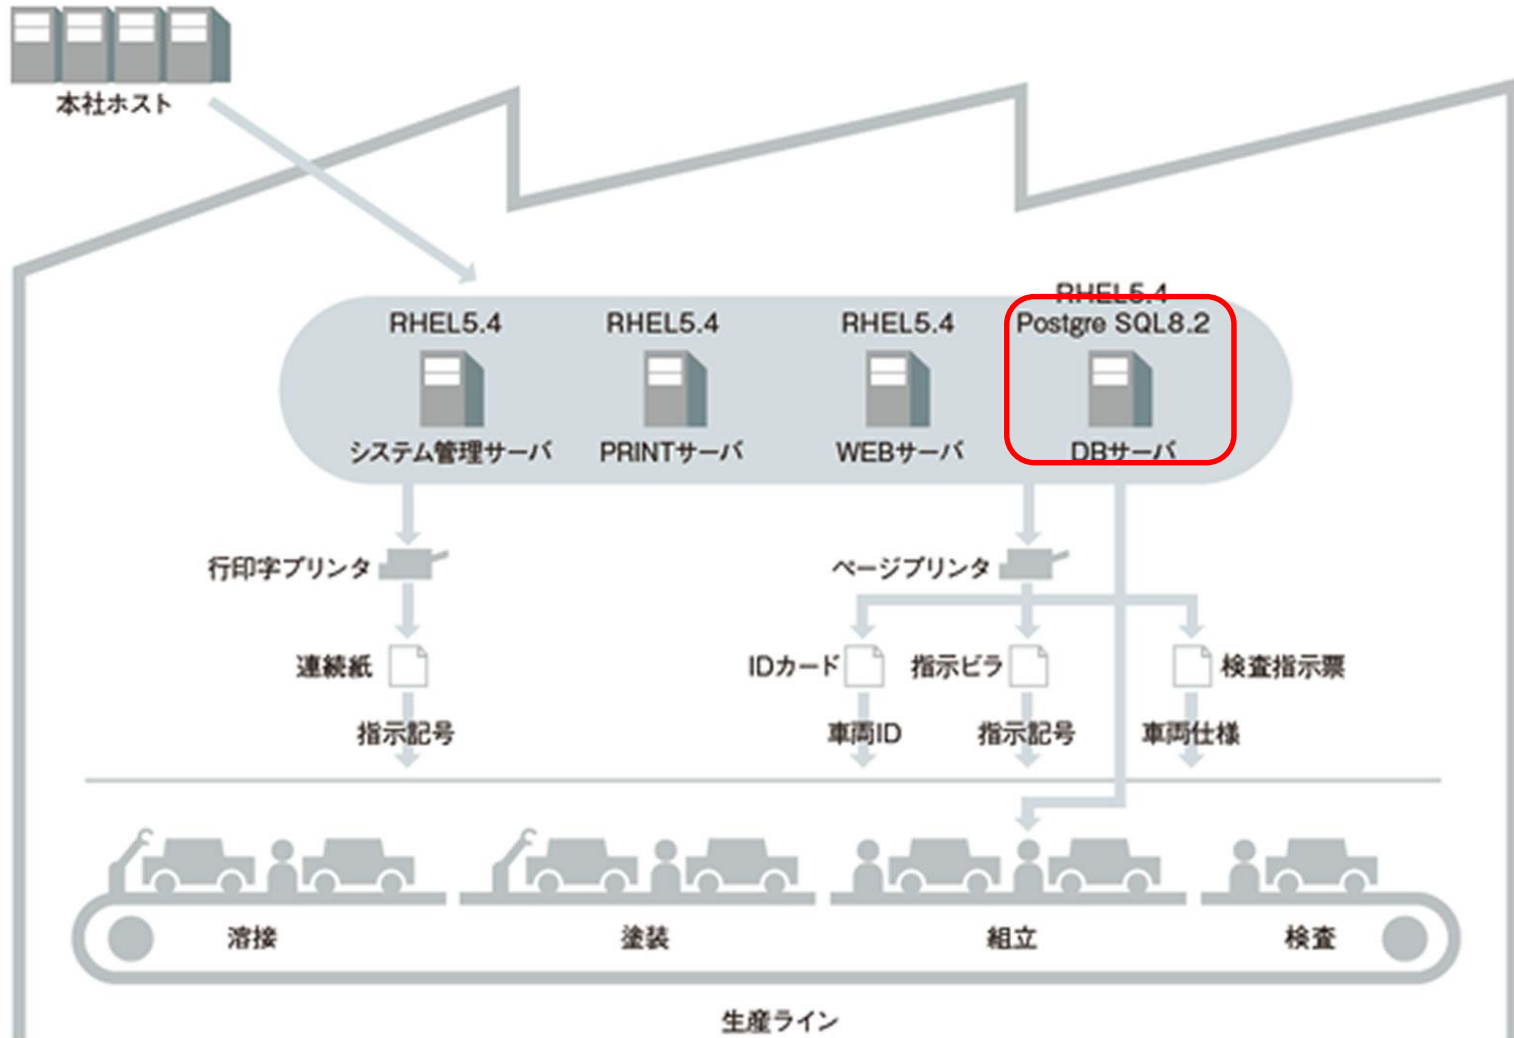 本社ホスト
RHEL5.4
RHEL5.4
RHEL5.4
RHEL5.4
Postgre SQL8.2
システム管理サーバ
PRINTサーバ
WEBサーバ
DBサーバ
行印字プリンタ
ページプリンタ
連続紙
IDカード
指示ビラ
検査指示票
指示記号
車両ID
指示記号
車両仕様
溶接
塗装
組立
検査
生産ライン